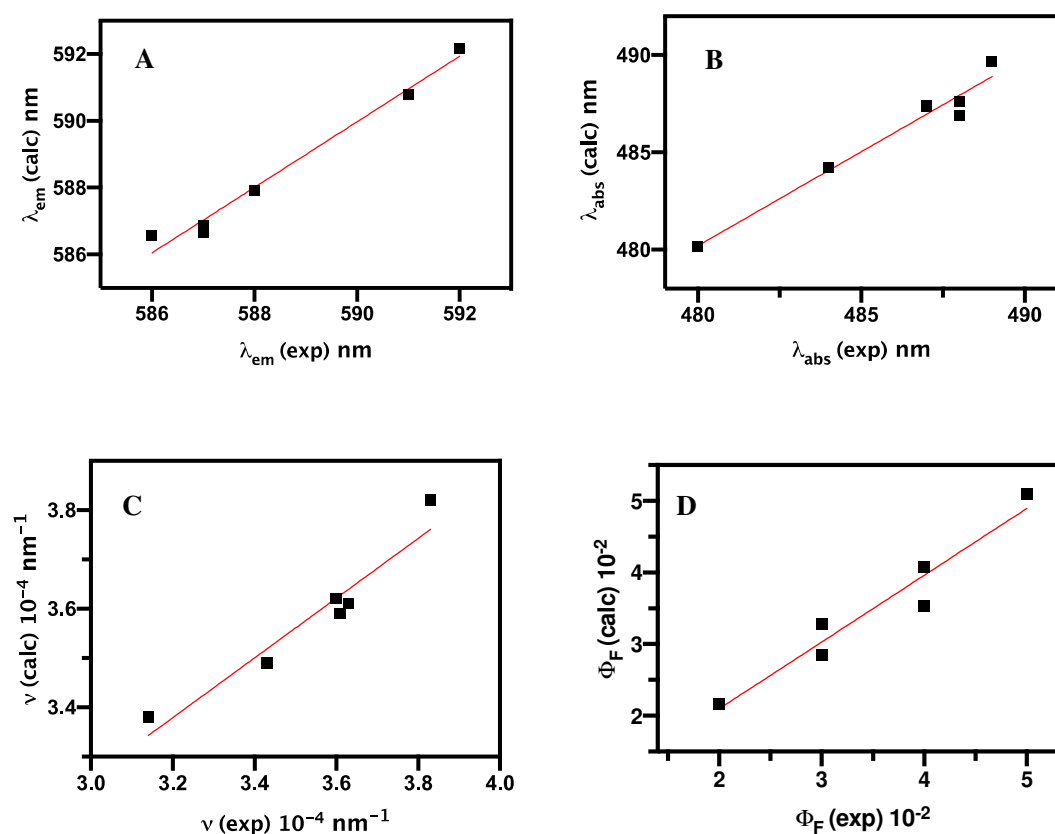 A
592
590
588
586
λem (calc) nm
586
588
590
592
λem (exp) nm
B
490
485
480
λabs (calc) nm
480
485
490
λabs (exp) nm
C
3.8
3.6
3.4
ν (calc) 10⁻⁴ nm⁻¹
3.0
3.2
3.4
3.6
3.8
4.0
ν (exp) 10⁻⁴ nm⁻¹
D
5
4
3
2
ΦF (calc) 10⁻²
2
3
4
5
ΦF (exp) 10⁻²